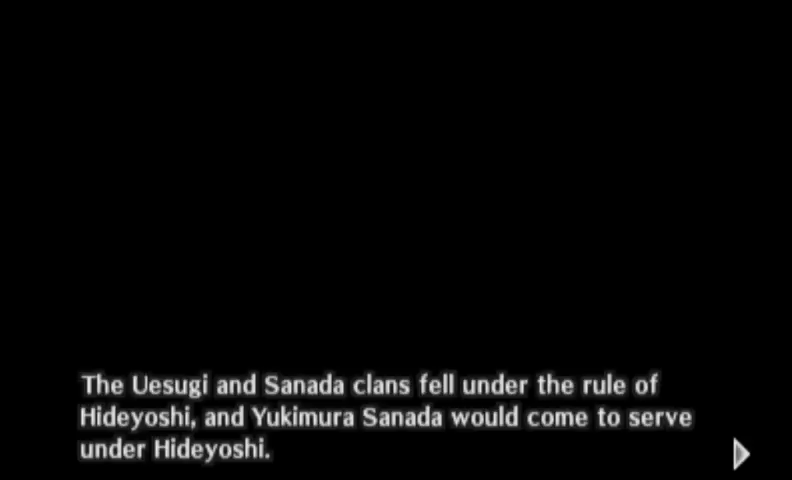 The Uesugi and Sanada clans fell under the rule of
Hideyoshi, and Yukimura Sanada would come to serve
under Hideyoshi.